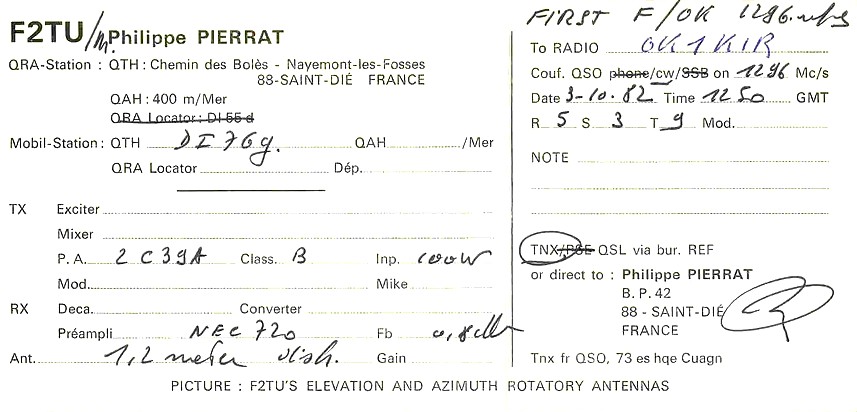 F2TU/m Philippe PIERRAT
QRA-Station : QTH : Chemin des Bolès - Nayemont-les-Fosses
88-SAINT-DIÉ FRANCE
QAH : 400 m/Mer
QRA Locator : DI-55-d
Mobil-Station : QTH DI76g. QAH /Mer
QRA Locator Dép.
TX Exciter
Mixer
P. A. 2C39A Class. B Inp. 100W
Mod. Mike
RX Deca. Converter
Préampli NEC 720 Fb
Ant. 1,2 meter dish. Gain
FIRST F/OK 1296
To RADIO OK1KIR
Couf. QSO phone/cw/SSB on 1296 Mc/s
Date 3-10.82 Time 1250 GMT
R 5 S 3 T 9 Mod.
NOTE
TNX/PSE QSL via bur. REF
or direct to : Philippe PIERRAT
B. P. 42
88 - SAINT-DIÉ
FRANCE
Tnx fr QSO, 73 es hqe Cuagn
PICTURE : F2TU'S ELEVATION AND AZIMUTH ROTATORY ANTENNAS